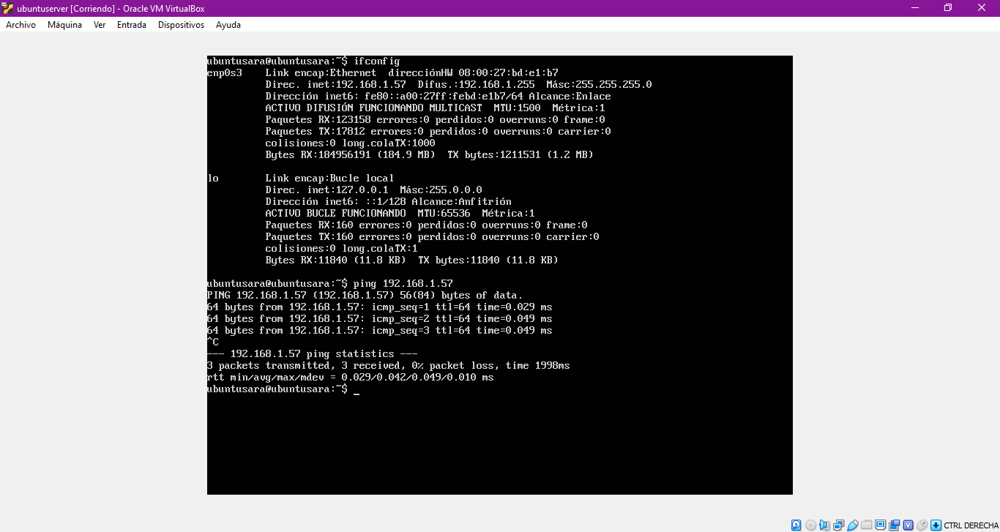 ubuntuserver [Corriendo] - Oracle VM VirtualBox
Archivo Máquina Ver Entrada Dispositivos Ayuda
ubuntusara@ubuntusara:~$ ifconfig
enp0s3    Link encap:Ethernet  direcciónHW 08:00:27:bd:e1:b7
          Direc. inet:192.168.1.57  Difus.:192.168.1.255  Másc:255.255.255.0
          Dirección inet6: fe80::a00:27ff:febd:e1b7/64 Alcance:Enlace
          ACTIVO DIFUSIÓN FUNCIONANDO MULTICAST  MTU:1500  Métrica:1
          Paquetes RX:123158 errores:0 perdidos:0 overruns:0 frame:0
          Paquetes TX:17812 errores:0 perdidos:0 overruns:0 carrier:0
          colisiones:0 long.colaTX:1000
          Bytes RX:184956191 (184.9 MB)  TX bytes:1211531 (1.2 MB)
lo        Link encap:Bucle local
          Direc. inet:127.0.0.1  Másc:255.0.0.0
          Dirección inet6: ::1/128 Alcance:Anfitrión
          ACTIVO BUCLE FUNCIONANDO  MTU:65536  Métrica:1
          Paquetes RX:160 errores:0 perdidos:0 overruns:0 frame:0
          Paquetes TX:160 errores:0 perdidos:0 overruns:0 carrier:0
          colisiones:0 long.colaTX:1
          Bytes RX:11840 (11.8 KB)  TX bytes:11840 (11.8 KB)
ubuntusara@ubuntusara:~$ ping 192.168.1.57
PING 192.168.1.57 (192.168.1.57) 56(84) bytes of data.
64 bytes from 192.168.1.57: icmp_seq=1 ttl=64 time=0.029 ms
64 bytes from 192.168.1.57: icmp_seq=2 ttl=64 time=0.049 ms
64 bytes from 192.168.1.57: icmp_seq=3 ttl=64 time=0.049 ms
^C
--- 192.168.1.57 ping statistics ---
3 packets transmitted, 3 received, 0% packet loss, time 1998ms
rtt min/avg/max/mdev = 0.029/0.042/0.049/0.010 ms
ubuntusara@ubuntusara:~$ _
CTRL DERECHA